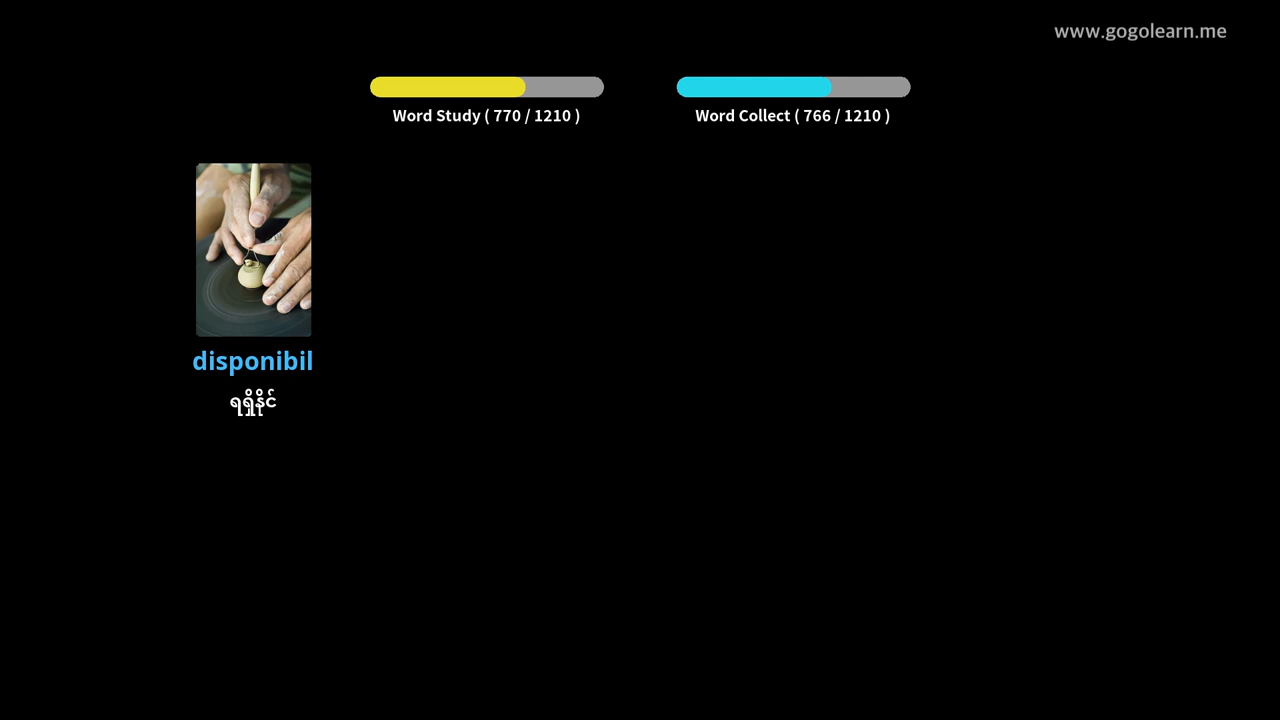 www.gogolearn.me
Word Study ( 770 / 1210 )
Word Collect ( 766 / 1210 )
disponibil
ရရှိနိုင်